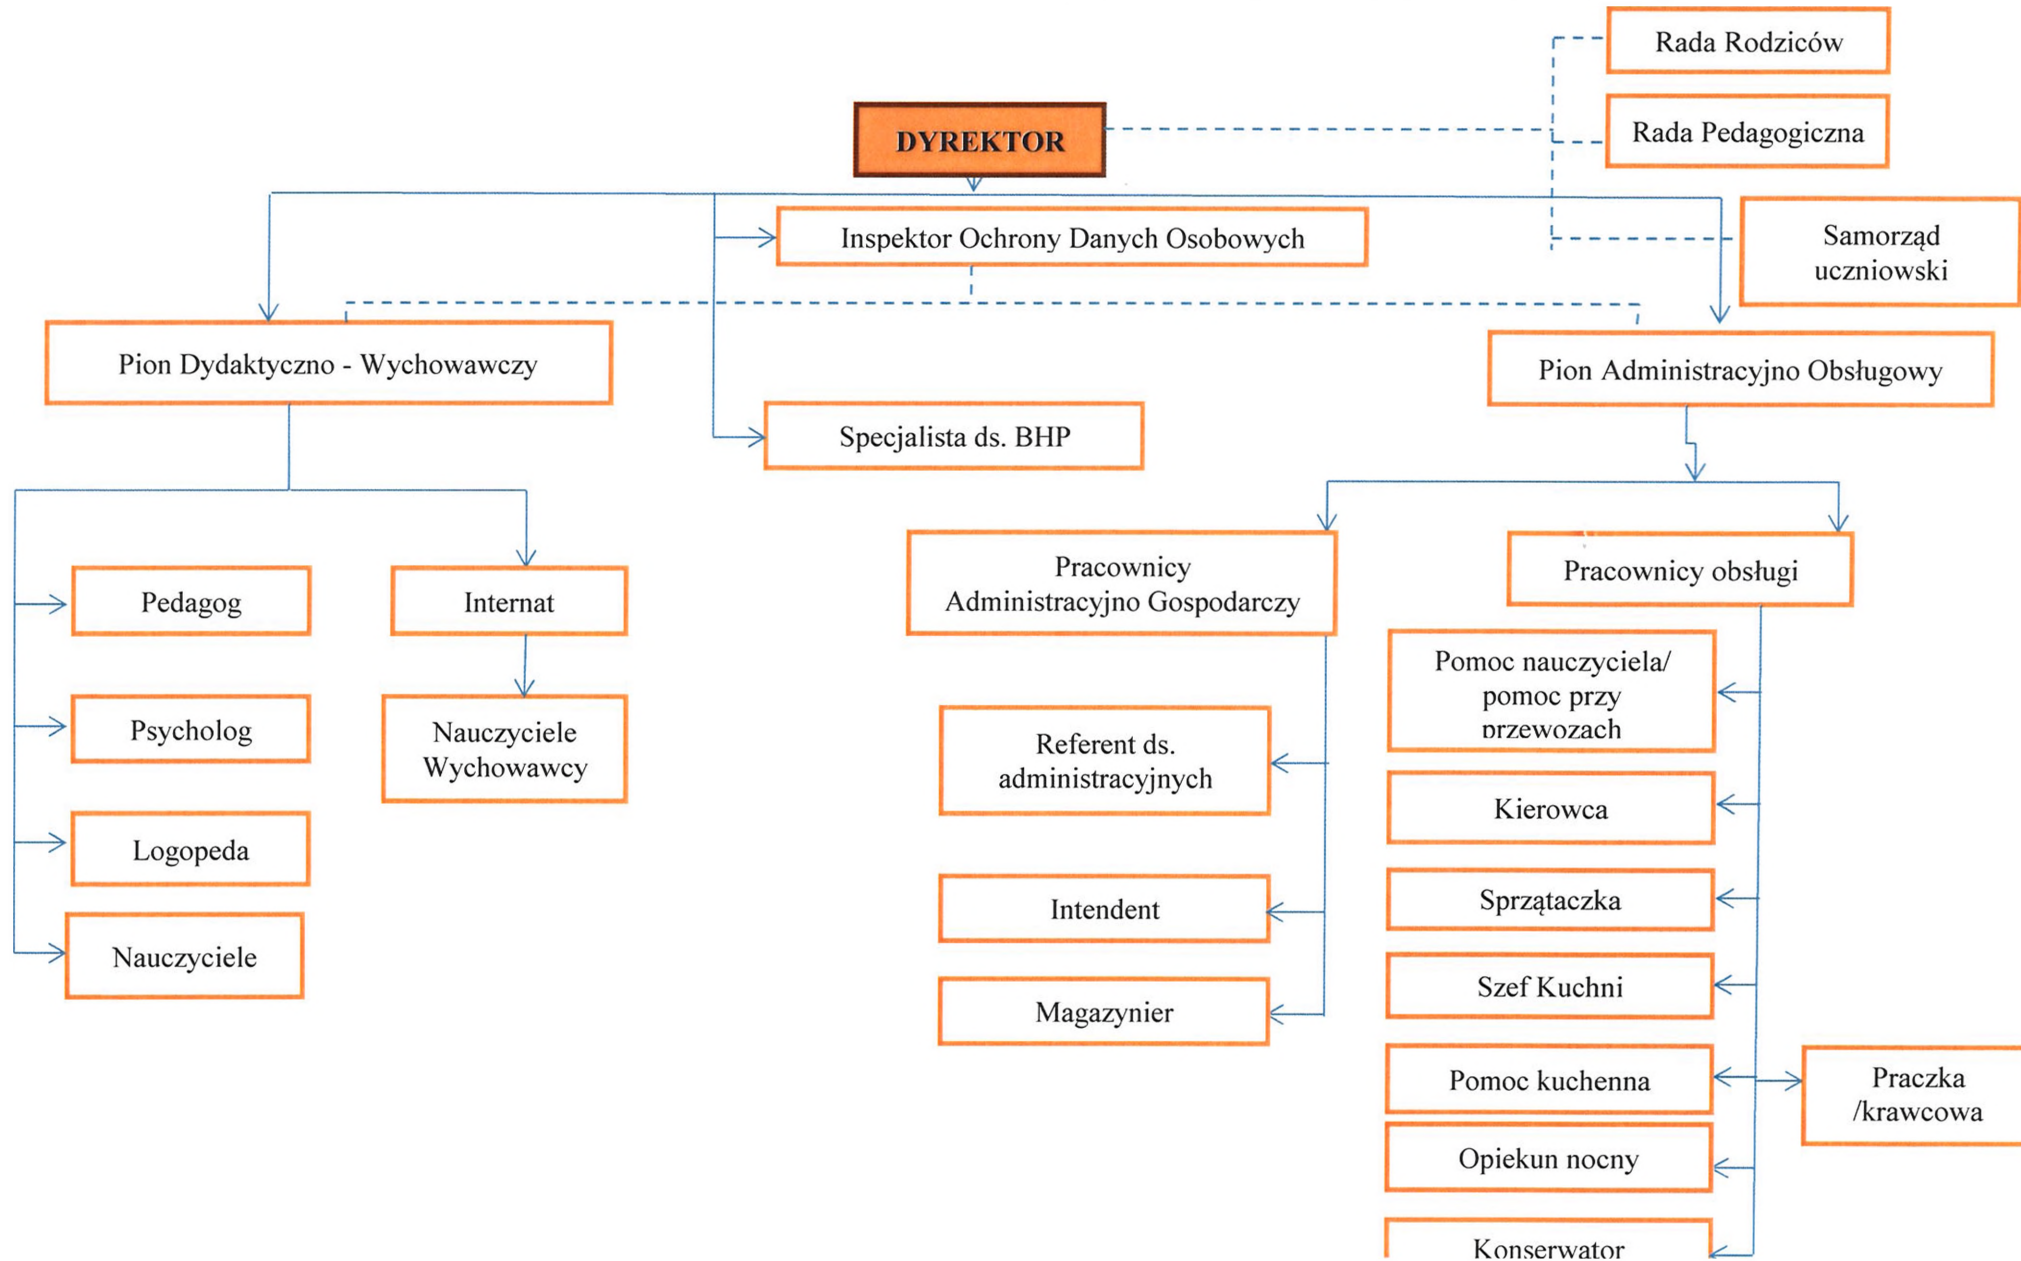 Rada Rodziców
DYREKTOR
Rada Pedagogiczna
Inspektor Ochrony Danych Osobowych
Samorząd
uczniowski
Pion Dydaktyczno - Wychowawczy
Pion Administracyjno Obsługowy
Specjalista ds. BHP
Pedagog
Internat
Psycholog
Nauczyciele
Wychowawcy
Logopeda
Nauczyciele
Pracownicy
Administracyjno Gospodarczy
Referent ds.
administracyjnych
Intendent
Magazynier
Pracownicy obsługi
Pomoc nauczyciela/
pomoc przy
przewozach
Kierowca
Sprzątaczka
Szef Kuchni
Pomoc kuchenna
Praczka
/krawcowa
Opiekun nocny
Konserwator